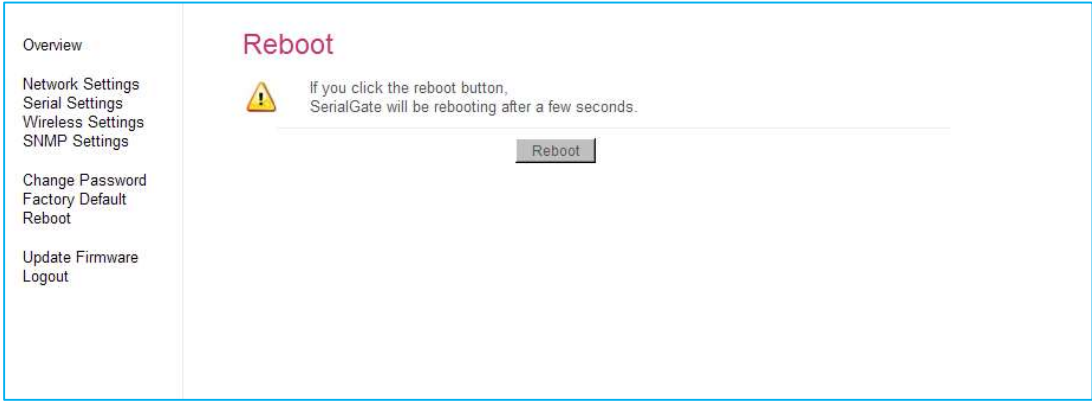 Overview
Network Settings
Serial Settings
Wireless Settings
SNMP Settings
Change Password
Factory Default
Reboot
Update Firmware
Logout
Reboot
If you click the reboot button,
SerialGate will be rebooting after a few seconds.
Reboot